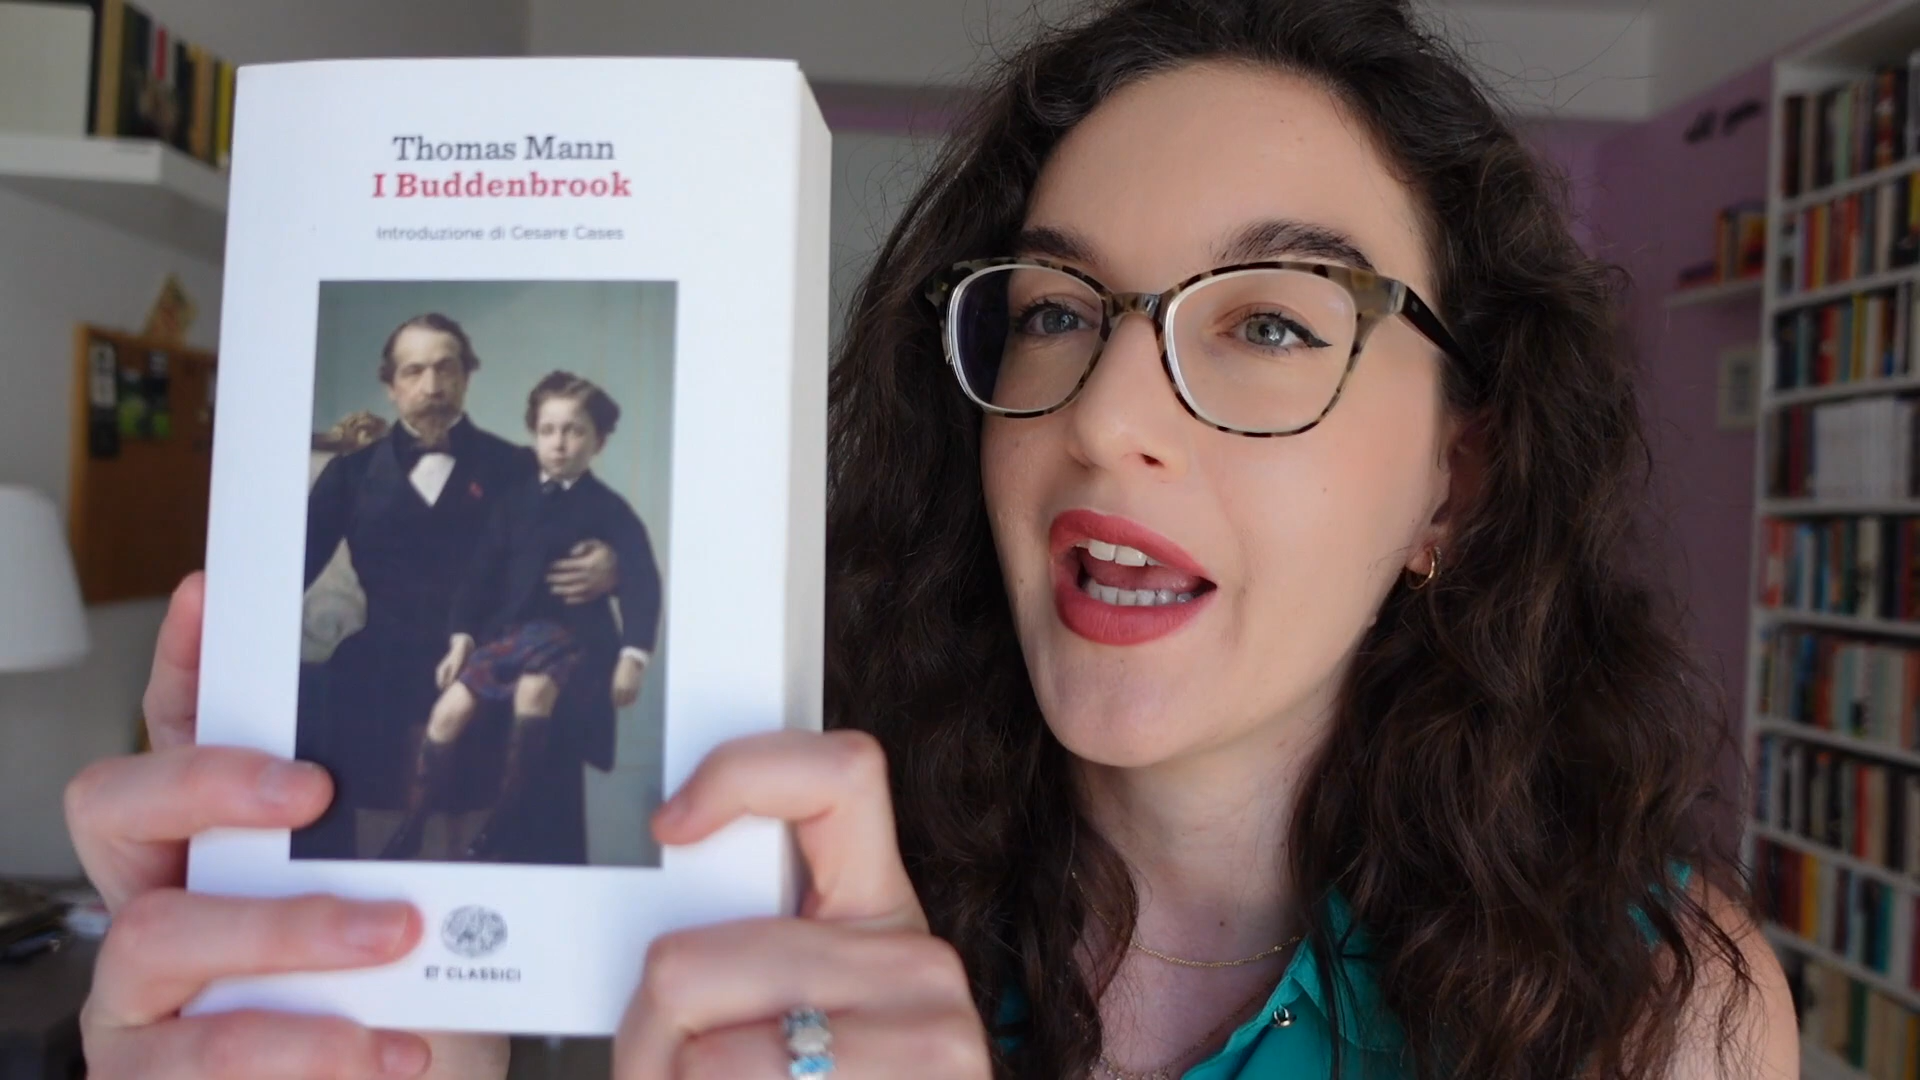 Thomas Mann
I Buddenbrook
Introduzione di Cesare Cases
ET CLASSICI